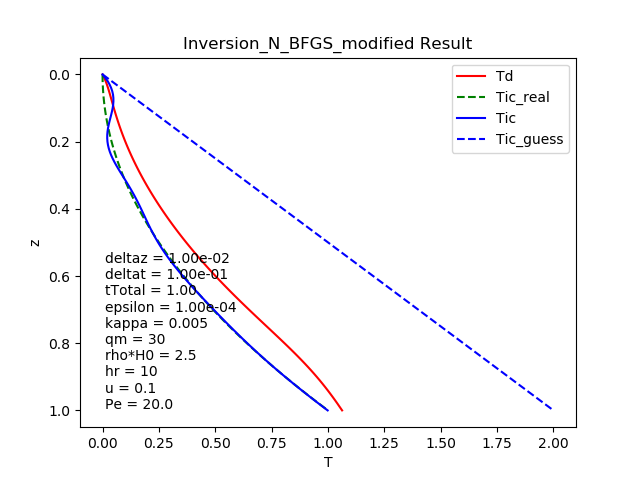 Inversion_N_BFGS_modified Result
Td
Tic_real
Tic
Tic_guess
0.0
0.2
0.4
0.6
0.8
1.0
z
deltaz = 1.00e-02
deltat = 1.00e-01
tTotal = 1.00
epsilon = 1.00e-04
kappa = 0.005
qm = 30
rho*H0 = 2.5
hr = 10
u = 0.1
Pe = 20.0
0.00 0.25 0.50 0.75 1.00 1.25 1.50 1.75 2.00
T